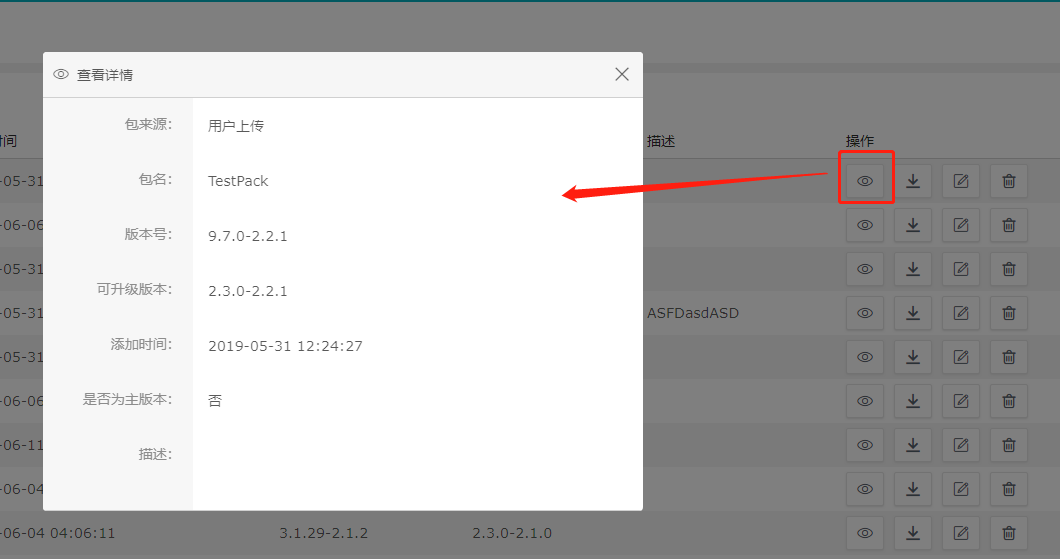 查看详情
包来源: 用户上传
包名: TestPack
版本号: 9.7.0-2.2.1
可升级版本: 2.3.0-2.2.1
添加时间: 2019-05-31 12:24:27
是否为主版本: 否
描述:
时间 描述 操作
-05-31
-06-06
-05-31
-05-31 ASFDasdASD
-05-31
-06-06
-06-11
-06-04
-06-04 04:06:11 3.1.29-2.1.2 2.3.0-2.1.0